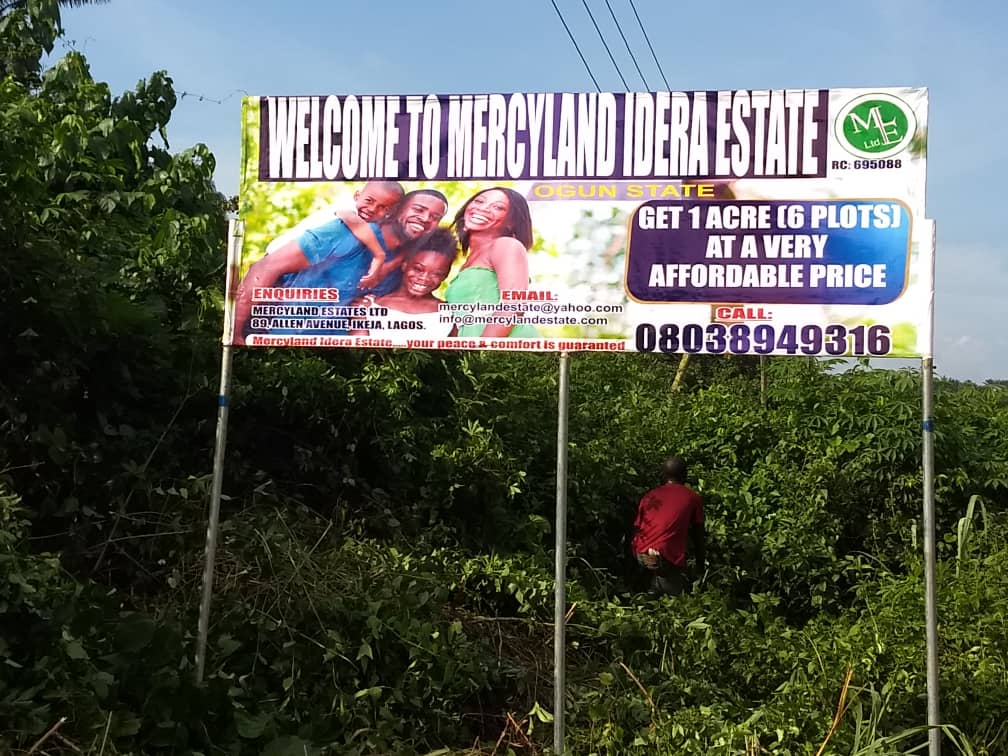 WELCOME TO MERCYLAND IDERA ESTATE
ME
Ltd
RC: 695088
OGUN STATE
GET 1 ACRE (6 PLOTS)
AT A VERY
AFFORDABLE PRICE
ENQUIRIES
MERCYLAND ESTATES LTD
89, ALLEN AVENUE, IKEJA, LAGOS.
EMAIL:
mercylandestate@yahoo.com
info@mercylandestate.com
CALL:
08038949316
Mercyland Idera Estate....your peace & comfort is guaranted